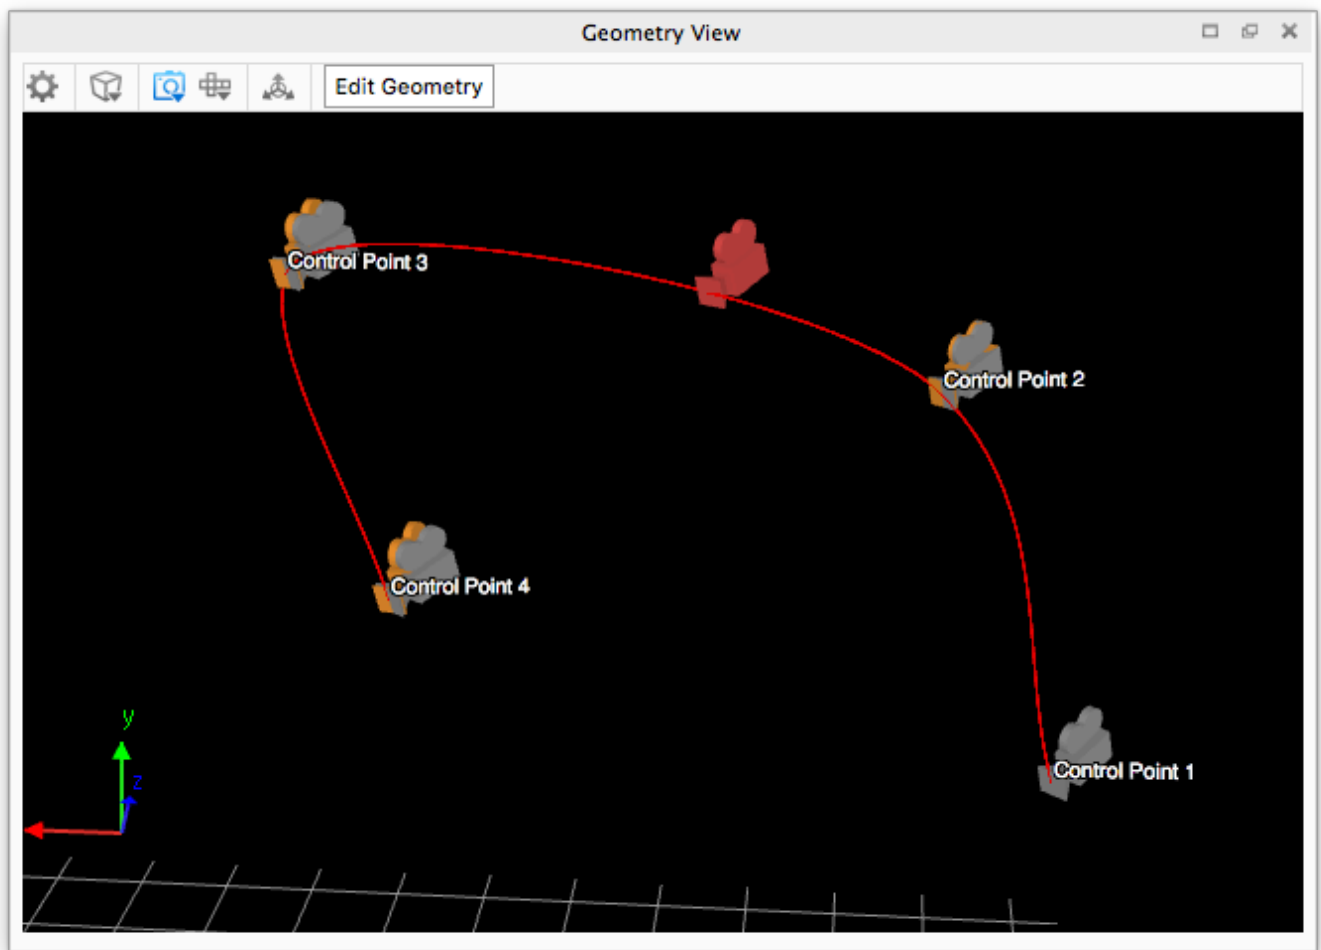 Geometry View
Edit Geometry
Control Point 3
Control Point 2
Control Point 4
y
z
Control Point 1